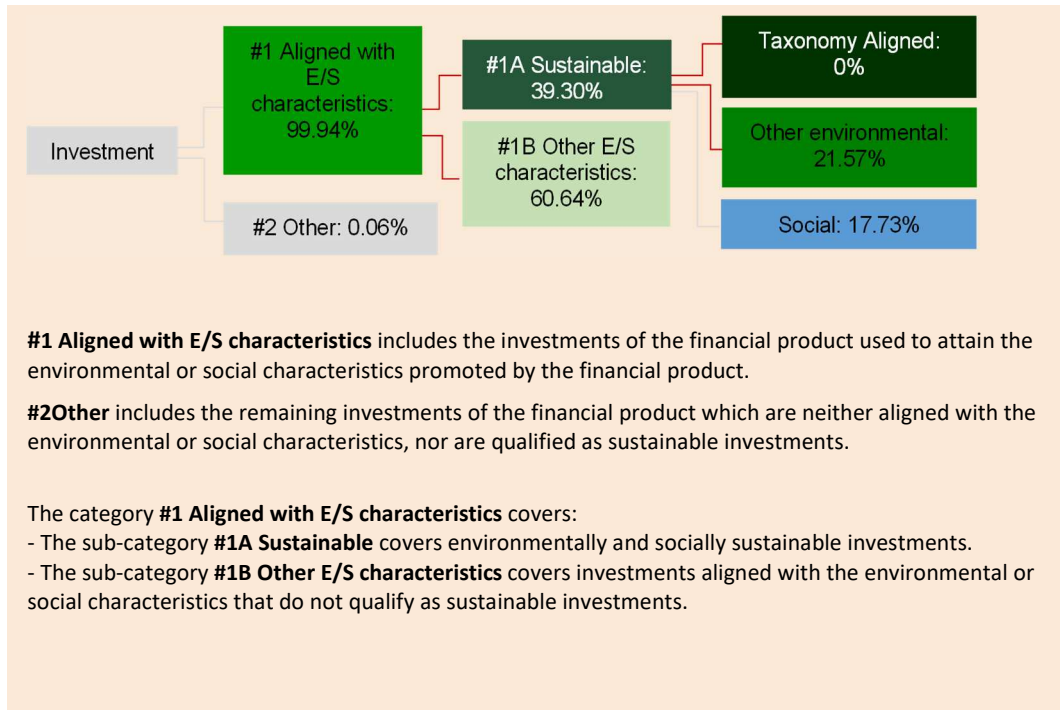 Investment
#1 Aligned with
E/S
characteristics:
99.94%
#2 Other: 0.06%
#1A Sustainable:
39.30%
#1B Other E/S
characteristics:
60.64%
Taxonomy Aligned:
0%
Other environmental:
21.57%
Social: 17.73%
#1 Aligned with E/S characteristics includes the investments of the financial product used to attain the
environmental or social characteristics promoted by the financial product.
#2Other includes the remaining investments of the financial product which are neither aligned with the
environmental or social characteristics, nor are qualified as sustainable investments.
The category #1 Aligned with E/S characteristics covers:
- The sub-category #1A Sustainable covers environmentally and socially sustainable investments.
- The sub-category #1B Other E/S characteristics covers investments aligned with the environmental or
social characteristics that do not qualify as sustainable investments.